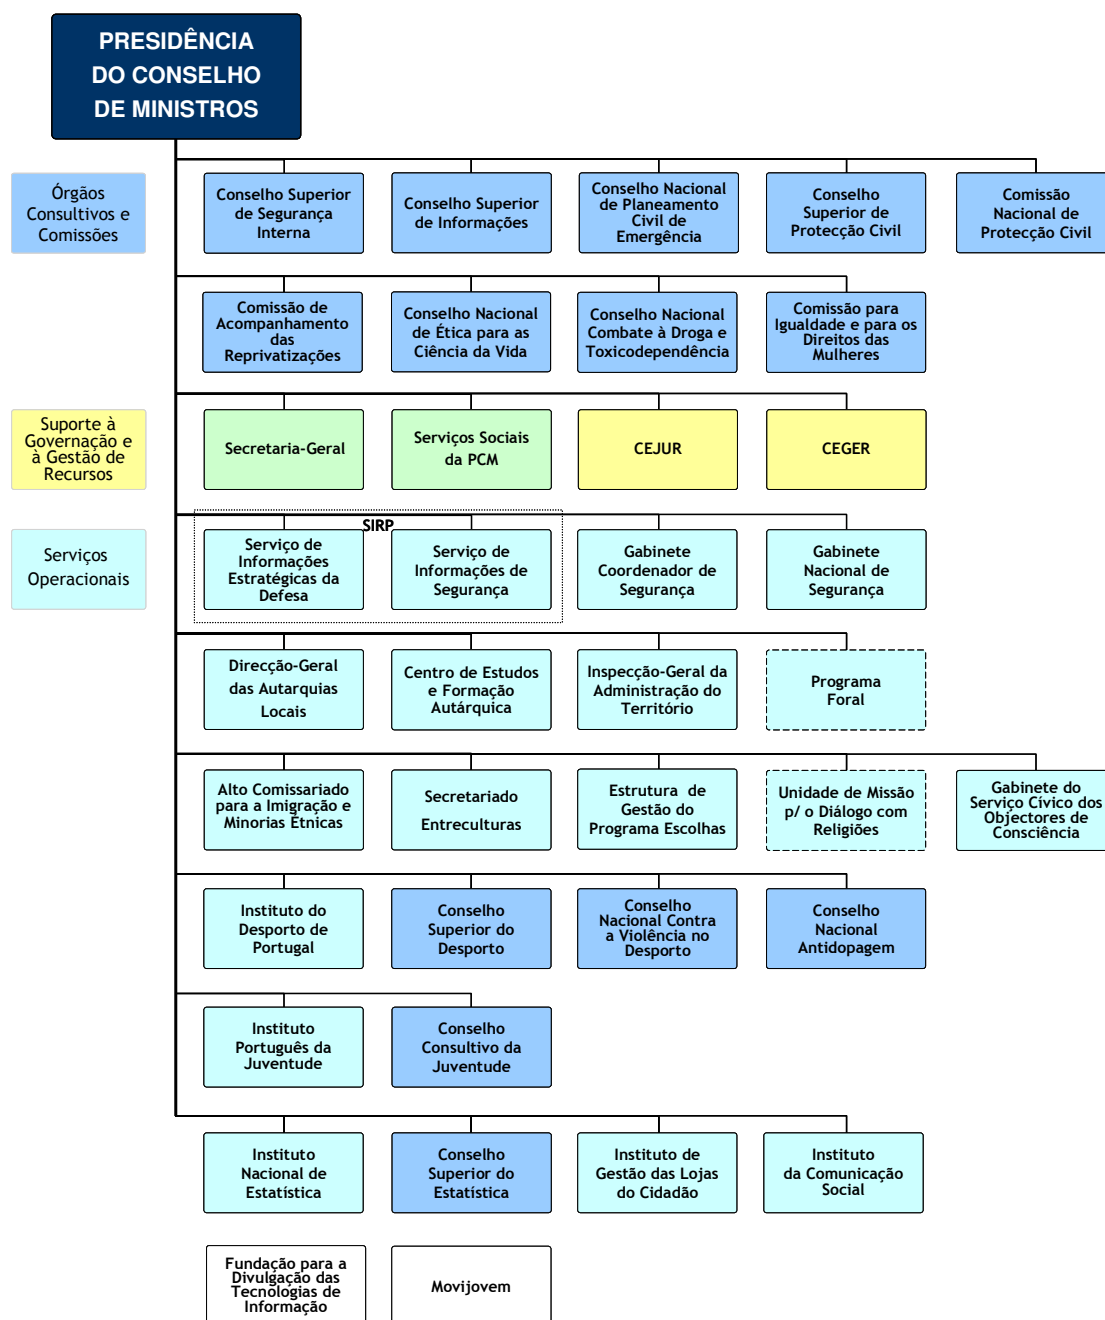 PRESIDÊNCIA
DO CONSELHO
DE MINISTROS
Órgãos
Consultivos e
Comissões
Conselho Superior
de Segurança
Interna
Conselho Superior
de Informações
Conselho Nacional
de Planeamento
Civil de
Emergência
Conselho
Superior de
Protecção Civil
Comissão
Nacional de
Protecção Civil
Comissão de
Acompanhamento
das
Reprivatizações
Conselho Nacional
de Ética para as
Ciência da Vida
Conselho Nacional
Combate à Droga e
Toxicodependência
Comissão para
Igualdade e para os
Direitos das
Mulheres
Suporte à
Governação e
à Gestão de
Recursos
Secretaria-Geral
Serviços Sociais
da PCM
CEJUR
CEGER
Serviços
Operacionais
SIRP
Serviço de
Informações
Estratégicas da
Defesa
Serviço de
Informações de
Segurança
Gabinete
Coordenador de
Segurança
Gabinete
Nacional de
Segurança
Direcção-Geral
das Autarquias
Locais
Centro de Estudos
e Formação
Autárquica
Inspecção-Geral da
Administração do
Território
Programa
Foral
Alto Comissariado
para a Imigração e
Minorias Étnicas
Secretariado
Entreculturas
Estrutura de
Gestão do
Programa Escolhas
Unidade de Missão
p/ o Diálogo com
Religiões
Gabinete do
Serviço Cívico dos
Objectores de
Consciência
Instituto do
Desporto de
Portugal
Conselho
Superior do
Desporto
Conselho
Nacional Contra
a Violência no
Desporto
Conselho
Nacional
Antidopagem
Instituto
Português da
Juventude
Conselho
Consultivo da
Juventude
Instituto
Nacional de
Estatística
Conselho
Superior do
Estatística
Instituto de
Gestão das Lojas
do Cidadão
Instituto
da Comunicação
Social
Fundação para a
Divulgação das
Tecnologias de
Informação
Movijovem